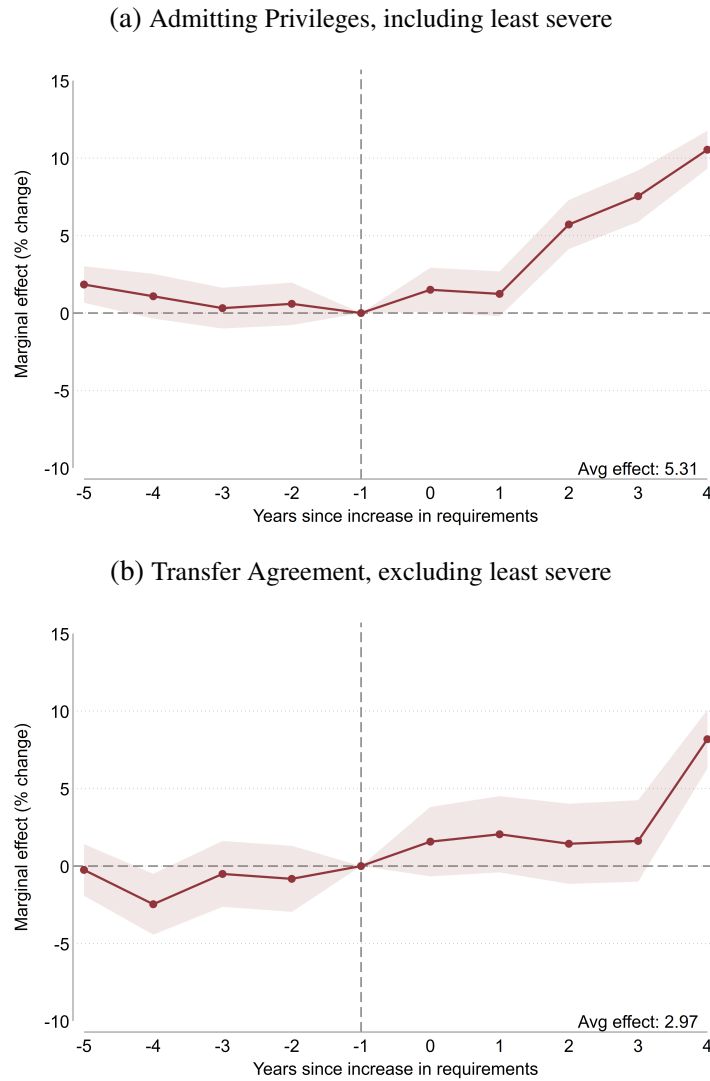 (a) Admitting Privileges, including least severe
15
10
5
0
-5
-10
Marginal effect (% change)
Avg effect: 5.31
-5 -4 -3 -2 -1 0 1 2 3 4
Years since increase in requirements
(b) Transfer Agreement, excluding least severe
15
10
5
0
-5
-10
Marginal effect (% change)
Avg effect: 2.97
-5 -4 -3 -2 -1 0 1 2 3 4
Years since increase in requirements